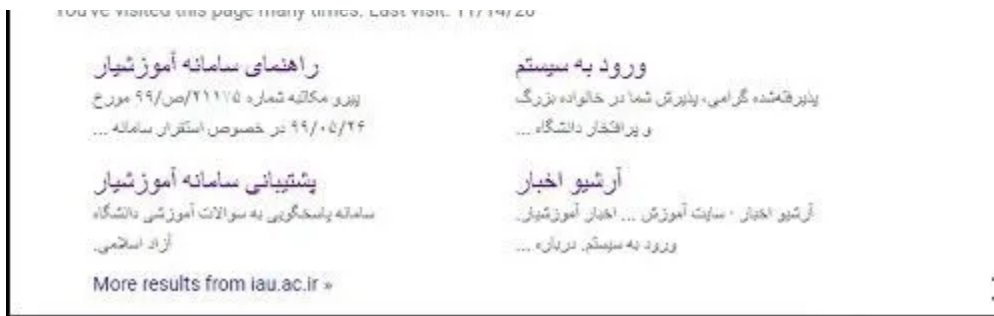 You've visited this page many times. Last visit: 11/14/20
ورود به سیستم
پذیرفته‌شده گرامی، پذیرش شما در خانواده بزرگ
و پرافتخار دانشگاه ...
راهنمای سامانه آموزشیار
پیرو مکاتبه شماره ۲۱۱۷۵/ص/۹۹ مورخ
۹۹/۰۵/۲۶ در خصوص استقرار سامانه ...
آرشیو اخبار
آرشیو اخبار · سایت آموزش ... اخبار آموزشیار.
ورود به سیستم. درباره ...
پشتیبانی سامانه آموزشیار
سامانه پاسخگویی به سوالات آموزشی دانشگاه
آزاد اسلامی.
More results from iau.ac.ir »